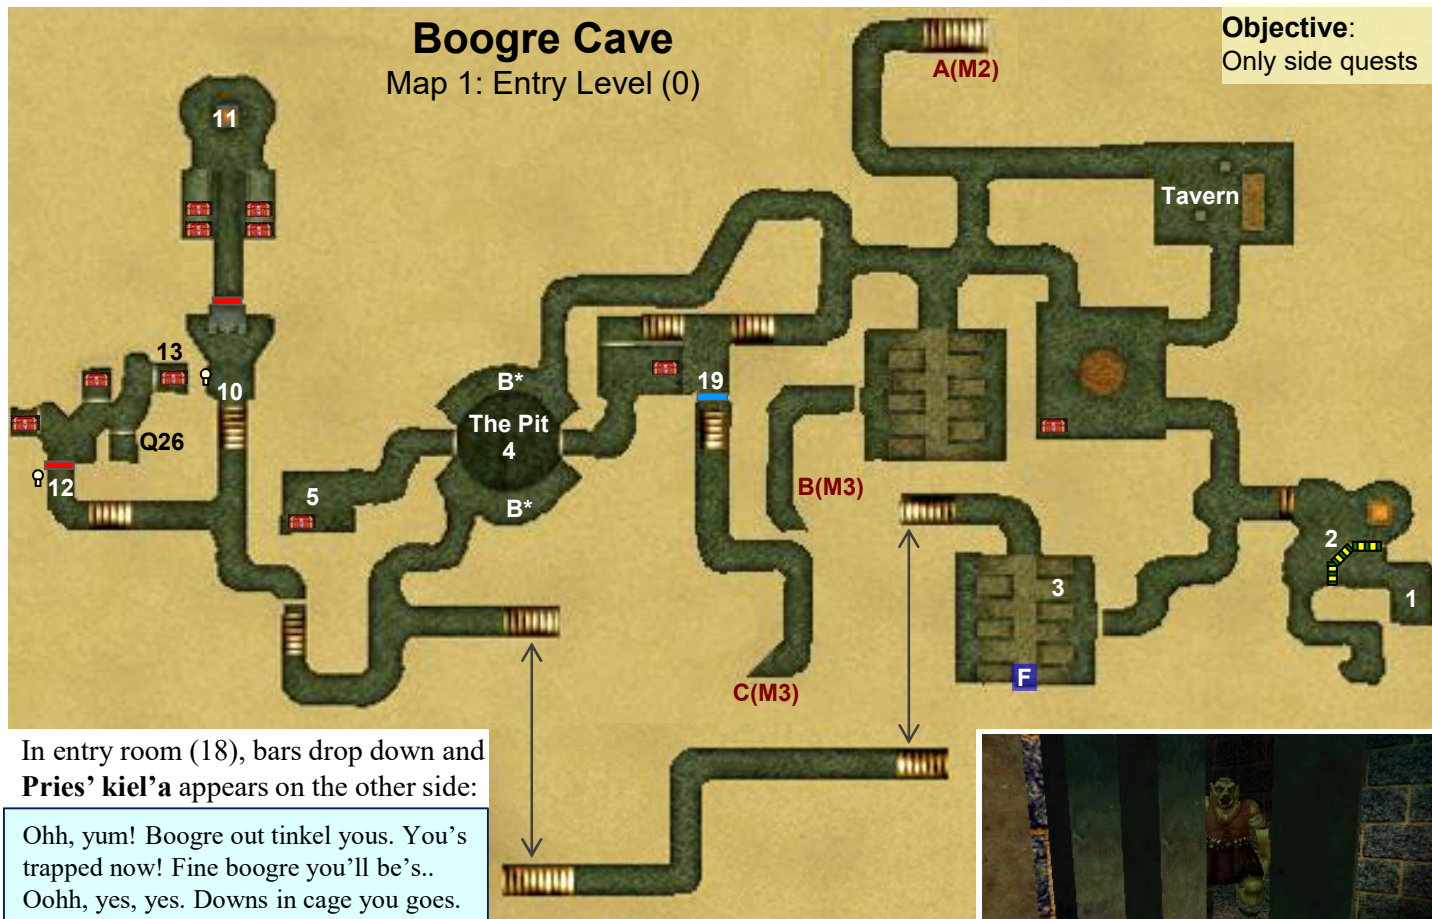 Boogre Cave
Map 1: Entry Level (0)
Objective:
Only side quests
A(M2)
11
Tavern
13
10
19
B*
The Pit
4
B*
Q26
12
5
B(M3)
2
3
1
F
C(M3)
In entry room (18), bars drop down and
Pries’ kiel’a appears on the other side:
Ohh, yum! Boogre out tinkel yous. You’s
trapped now! Fine boogre you’ll be’s..
Oohh, yes, yes. Downs in cage you goes.